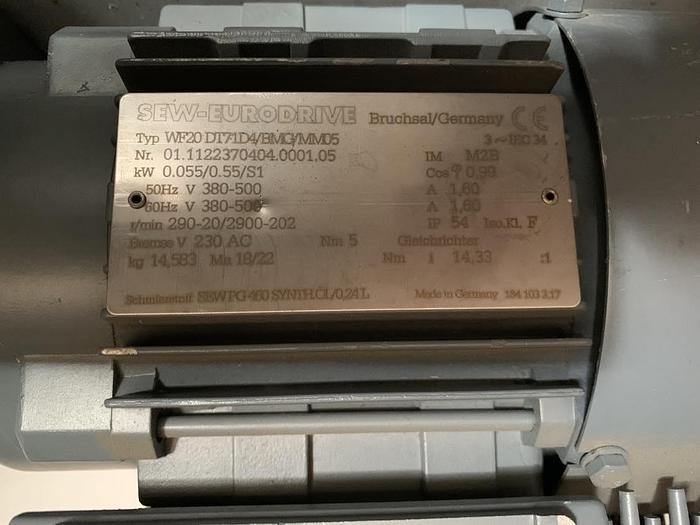 SEW-EURODRIVE Bruchsal/Germany CE
Typ WF20 DT71D4/BMG/MM05 3~IEC 34
Nr. 01.1122370404.0001.05 IM M2B
kW 0.055/0.55/S1 Cos φ 0,99
50Hz V 380-500 A 1,60
60Hz V 380-500 A 1,60
r/min 290-20/2900-202 IP 54 Iso.Kl. F
Bremse V 230 AC Nm 5 Gleichrichter
kg 14,583 Ma 18/22 Nm i 14,33 :1
Schmierstoff SEW PG 460 SYNTH.ÖL/0,24 L Made in Germany 184 103 3.17